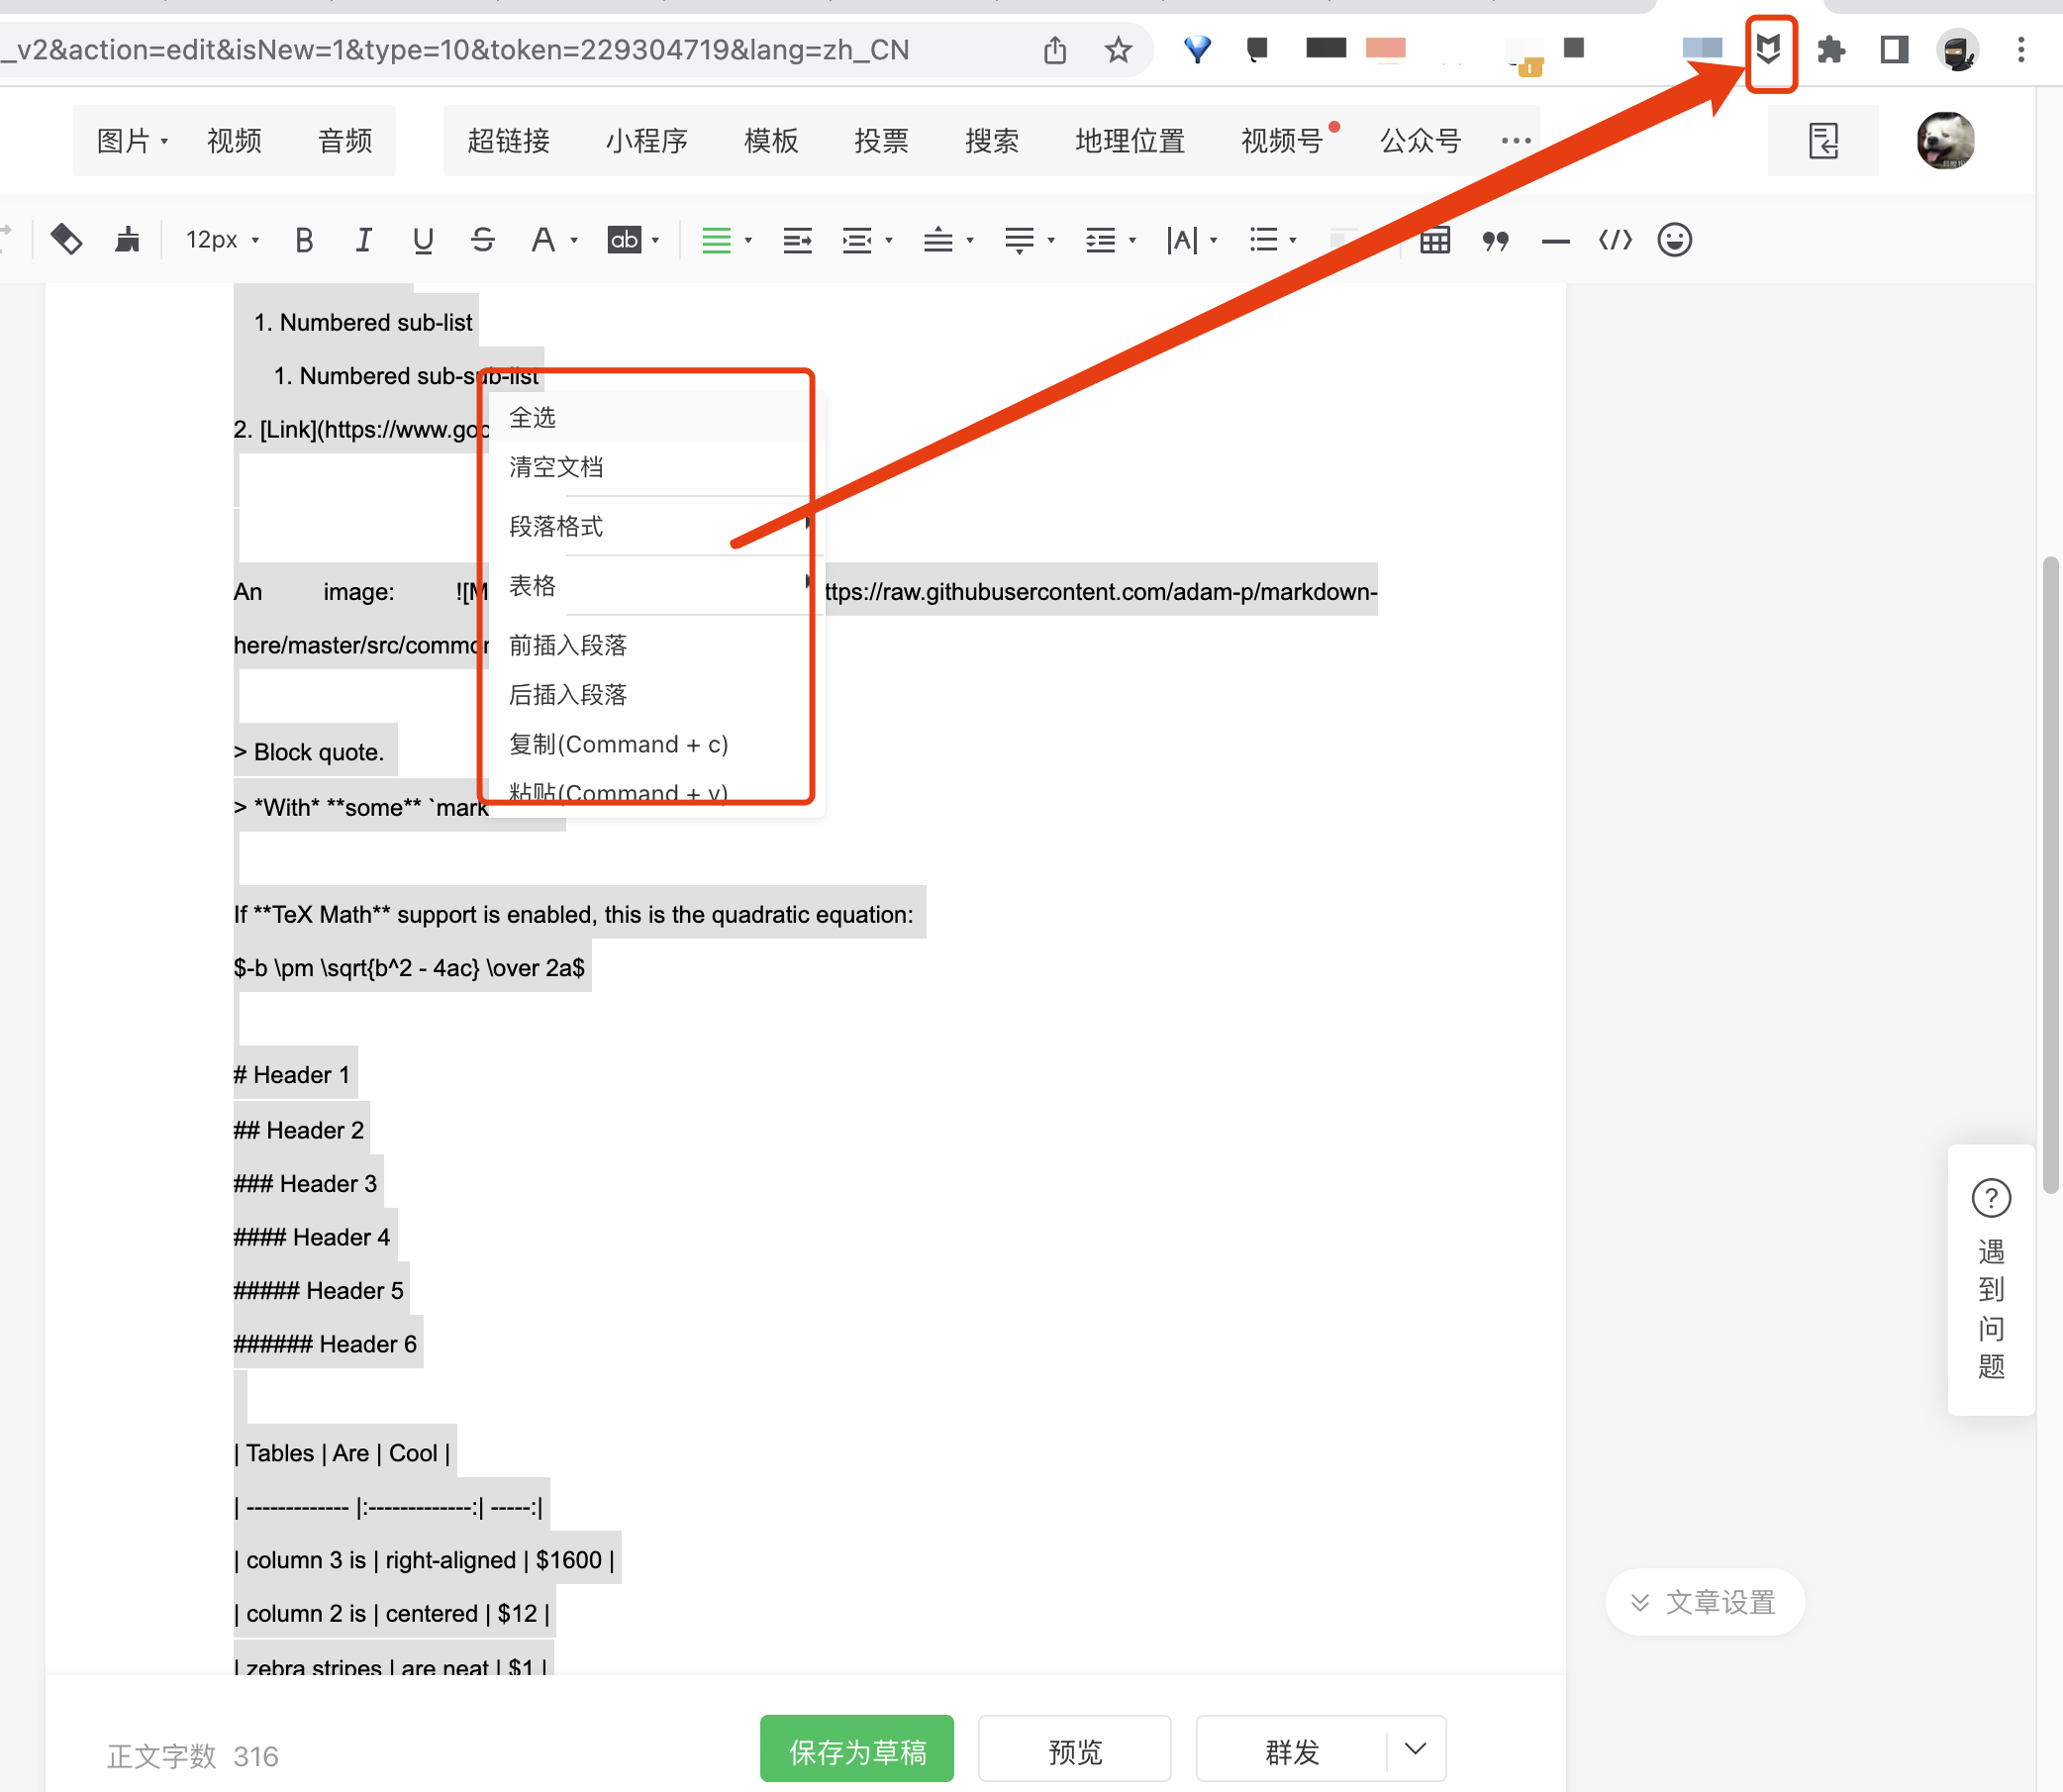 _v2&action=edit&isNew=1&type=10&token=229304719&lang=zh_CN
图片 视频 音频 超链接 小程序 模板 投票 搜索 地理位置 视频号 公众号 •••
12px B I U S A ab |A| </>
1. Numbered sub-list
1. Numbered sub-sub-list
2. [Link](https://www.goo
全选
清空文档
段落格式
表格
前插入段落
后插入段落
复制(Command + c)
粘贴(Command + v)
An image: ![M ttps://raw.githubusercontent.com/adam-p/markdown-
here/master/src/common
> Block quote.
> *With* **some** `mark
If **TeX Math** support is enabled, this is the quadratic equation:
$-b \pm \sqrt{b^2 - 4ac} \over 2a$
# Header 1
## Header 2
### Header 3
#### Header 4
##### Header 5
###### Header 6
| Tables | Are | Cool |
| ------------- |:-------------:| -----:|
| column 3 is | right-aligned | $1600 |
| column 2 is | centered | $12 |
| zebra stripes | are neat | $1 |
?
遇
到
问
题
文章设置
正文字数 316
保存为草稿 预览 群发